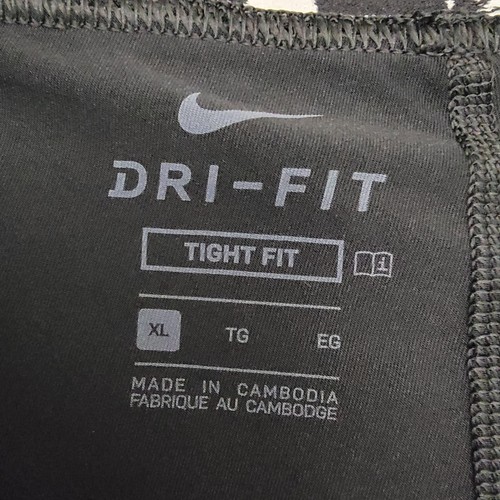 DRI-FIT
TIGHT FIT
i
XL TG EG
MADE IN CAMBODIA
FABRIQUE AU CAMBODGE